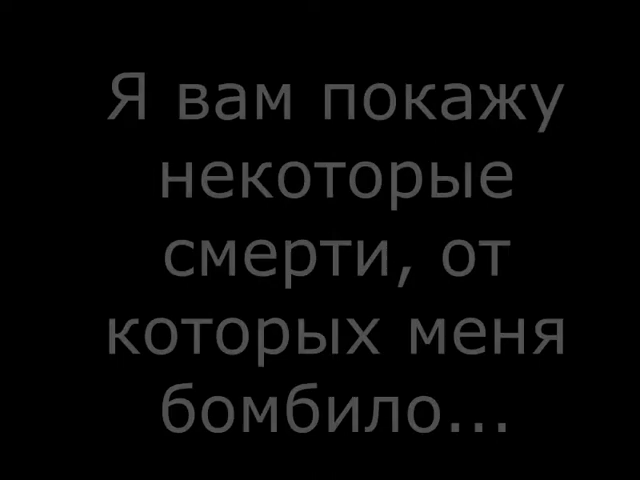 Я вам покажу
некоторые
смерти, от
которых меня
бомбило...